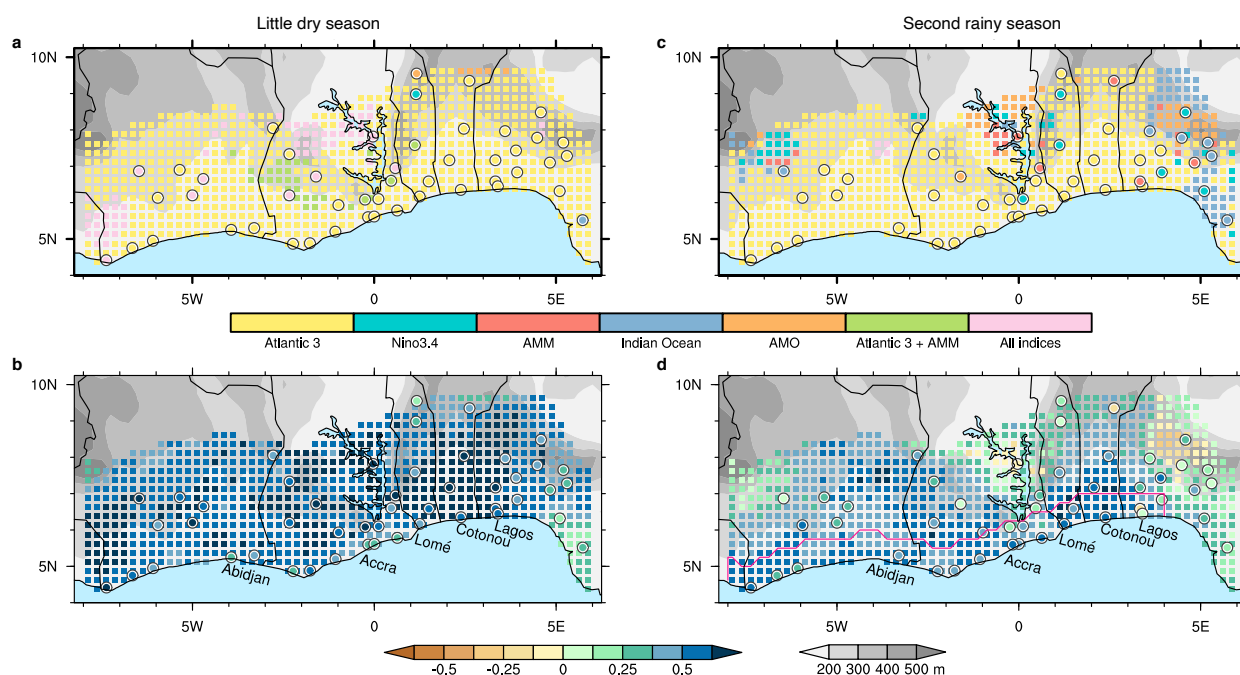 Little dry season
Second rainy season
a
c
10N
5N
5W
0
5E
10N
5N
5W
0
5E
Atlantic 3
Nino3.4
AMM
Indian Ocean
AMO
Atlantic 3 + AMM
All indices
b
d
10N
5N
Abidjan
Accra
Lomé
Cotonou
Lagos
5W
0
5E
10N
5N
Abidjan
Accra
Lomé
Cotonou
Lagos
5W
0
5E
-0.5 -0.25 0 0.25 0.5
200 300 400 500 m